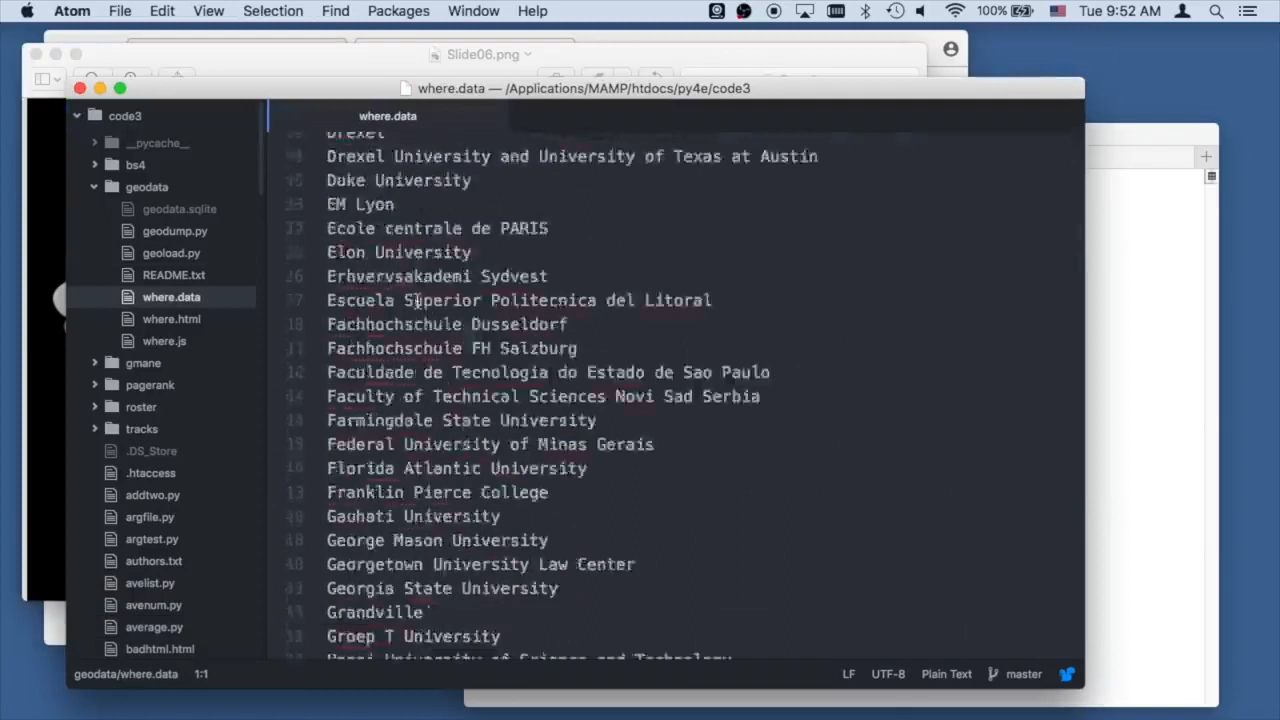 Atom File Edit View Selection Find Packages Window Help 100% Tue 9:52 AM
Slide06.png
where.data — /Applications/MAMP/htdocs/py4e/code3
code3
where.data
__pycache__
bs4
geodata
geodata.sqlite
geodump.py
geoload.py
README.txt
where.data
where.html
where.js
gmane
pagerank
roster
tracks
.DS_Store
.htaccess
addtwo.py
argfile.py
argtest.py
authors.txt
avelist.py
avenum.py
average.py
badhtml.html
Drexel
Drexel University and University of Texas at Austin
Duke University
EM Lyon
Ecole centrale de PARIS
Elon University
Erhvervsakademi Sydvest
Escuela Superior Politecnica del Litoral
Fachhochschule Dusseldorf
Fachhochschule FH Salzburg
Faculdade de Tecnologia do Estado de Sao Paulo
Faculty of Technical Sciences Novi Sad Serbia
Farmingdale State University
Federal University of Minas Gerais
Florida Atlantic University
Franklin Pierce College
Gauhati University
George Mason University
Georgetown University Law Center
Georgia State University
Grandville
Groep T University
University of Science and Technology
geodata/where.data 1:1 LF UTF-8 Plain Text master